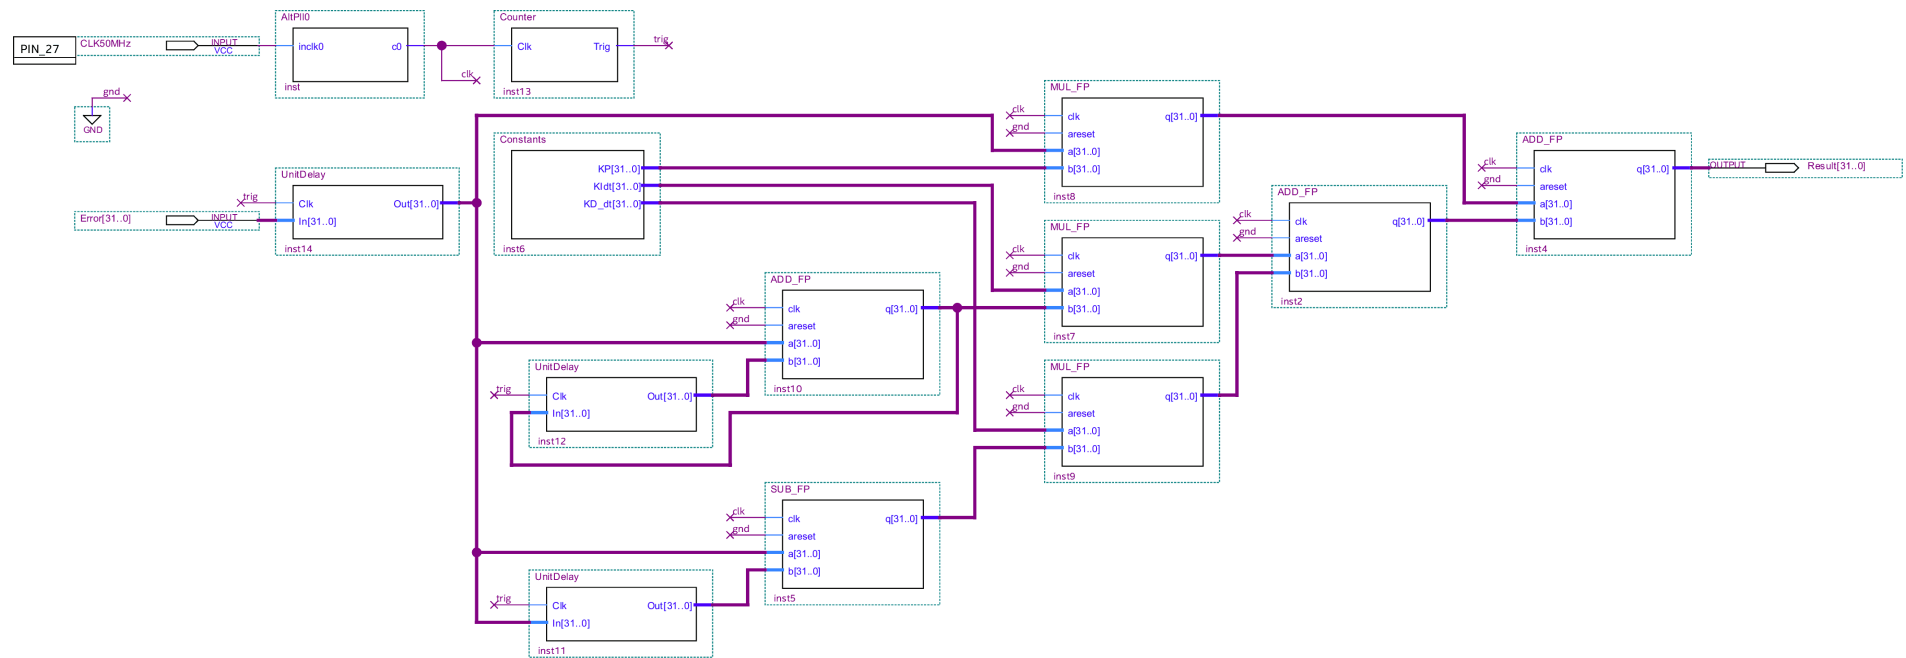 PIN_27
CLK50MHz
INPUT
VCC
AltPll0
inclk0
c0
inst
clk
Counter
Clk
Trig
inst13
trig
gnd
GND
UnitDelay
trig
Clk
In[31..0]
Out[31..0]
inst14
Error[31..0]
INPUT
VCC
Constants
KP[31..0]
KIdt[31..0]
KD_dt[31..0]
inst6
ADD_FP
clk
gnd
clk
areset
a[31..0]
b[31..0]
q[31..0]
inst10
UnitDelay
trig
Clk
In[31..0]
Out[31..0]
inst12
SUB_FP
clk
gnd
clk
areset
a[31..0]
b[31..0]
q[31..0]
inst5
UnitDelay
trig
Clk
In[31..0]
Out[31..0]
inst11
MUL_FP
clk
gnd
clk
areset
a[31..0]
b[31..0]
q[31..0]
inst8
MUL_FP
clk
gnd
clk
areset
a[31..0]
b[31..0]
q[31..0]
inst7
MUL_FP
clk
gnd
clk
areset
a[31..0]
b[31..0]
q[31..0]
inst9
ADD_FP
clk
gnd
clk
areset
a[31..0]
b[31..0]
q[31..0]
inst2
ADD_FP
clk
gnd
clk
areset
a[31..0]
b[31..0]
q[31..0]
inst4
OUTPUT
Result[31..0]